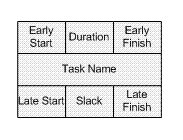 Early Start Duration Early Finish
Task Name
Late Start Slack Late Finish